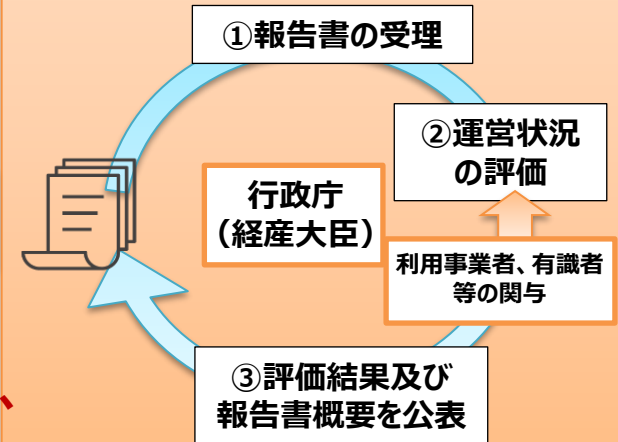 ①報告書の受理
②運営状況
の評価
行政庁
（経産大臣）
利用事業者、有識者
等の関与
③評価結果及び
報告書概要を公表
、